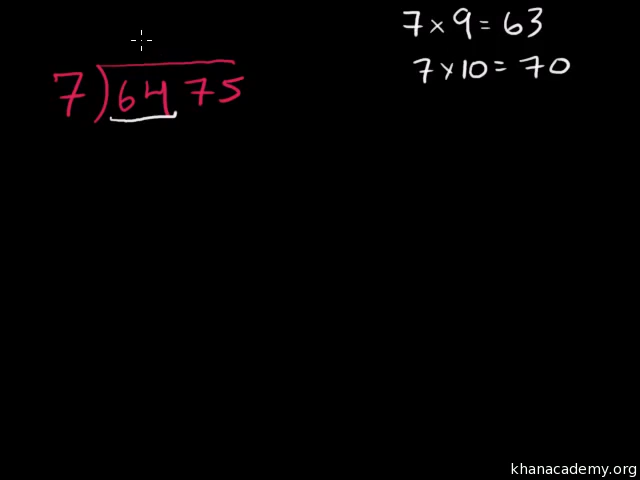 7 × 9 = 63
7 × 10 = 70
7)6475
khanacademy.org